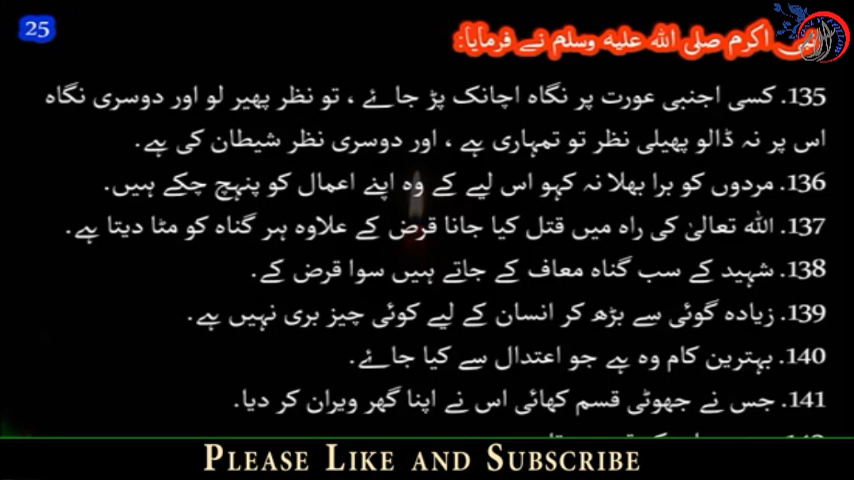 25
نبی اکرم صلی اللہ علیہ وسلم نے فرمایا:
135. کسی اجنبی عورت پر نگاہ اچانک پڑ جائے ، تو نظر پھیر لو اور دوسری نگاہ
اس پر نہ ڈالو پھیلی نظر تو تمہاری ہے ، اور دوسری نظر شیطان کی ہے.
136. مردوں کو برا بھلا نہ کہو اس لیے کے وہ اپنے اعمال کو پنہچ چکے ہیں.
137. اللہ تعالیٰ کی راہ میں قتل کیا جانا قرض کے علاوہ ہر گناہ کو مٹا دیتا ہے.
138. شہید کے سب گناہ معاف کے جاتے ہیں سوا قرض کے.
139. زیادہ گوئی سے بڑھ کر انسان کے لیے کوئی چیز بری نہیں ہے.
140. بہترین کام وہ ہے جو اعتدال سے کیا جائے.
141. جس نے جھوٹی قسم کھائی اس نے اپنا گھر ویران کر دیا.
PLEASE LIKE AND SUBSCRIBE